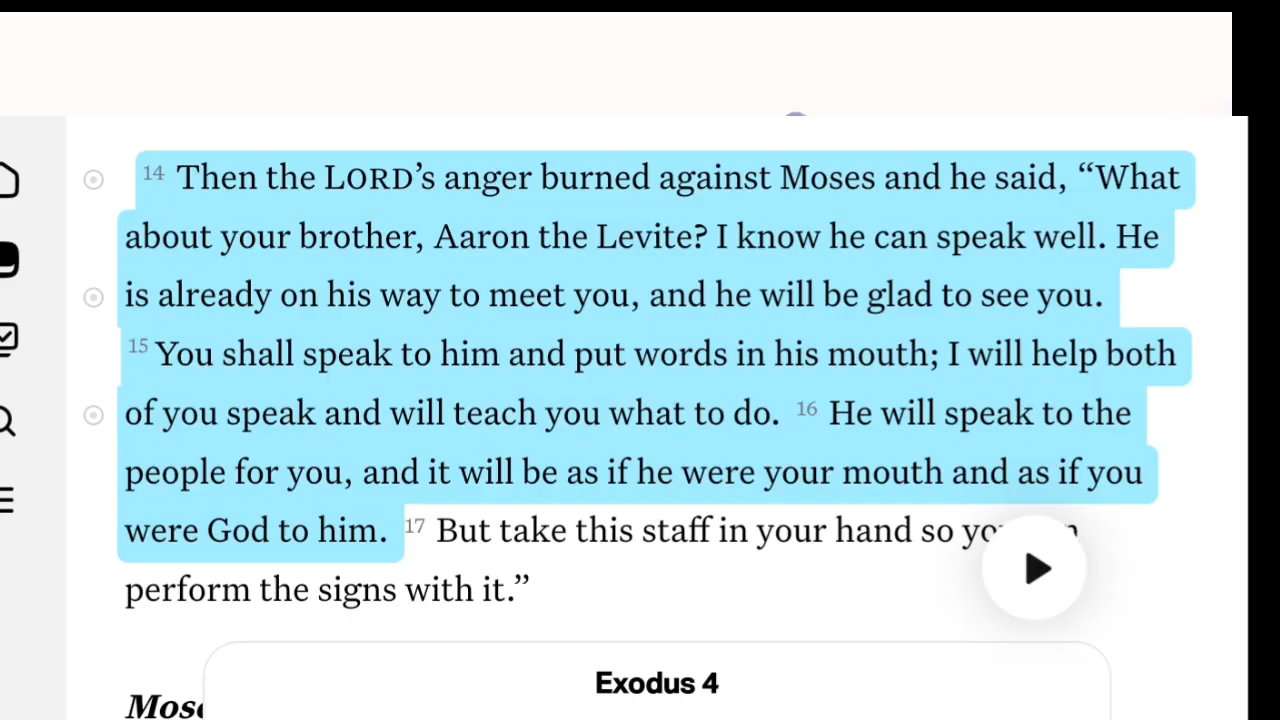 14 Then the LORD’s anger burned against Moses and he said, “What
about your brother, Aaron the Levite? I know he can speak well. He
is already on his way to meet you, and he will be glad to see you.
15 You shall speak to him and put words in his mouth; I will help both
of you speak and will teach you what to do. 16 He will speak to the
people for you, and it will be as if he were your mouth and as if you
were God to him. 17 But take this staff in your hand so
perform the signs with it.”
Exodus 4